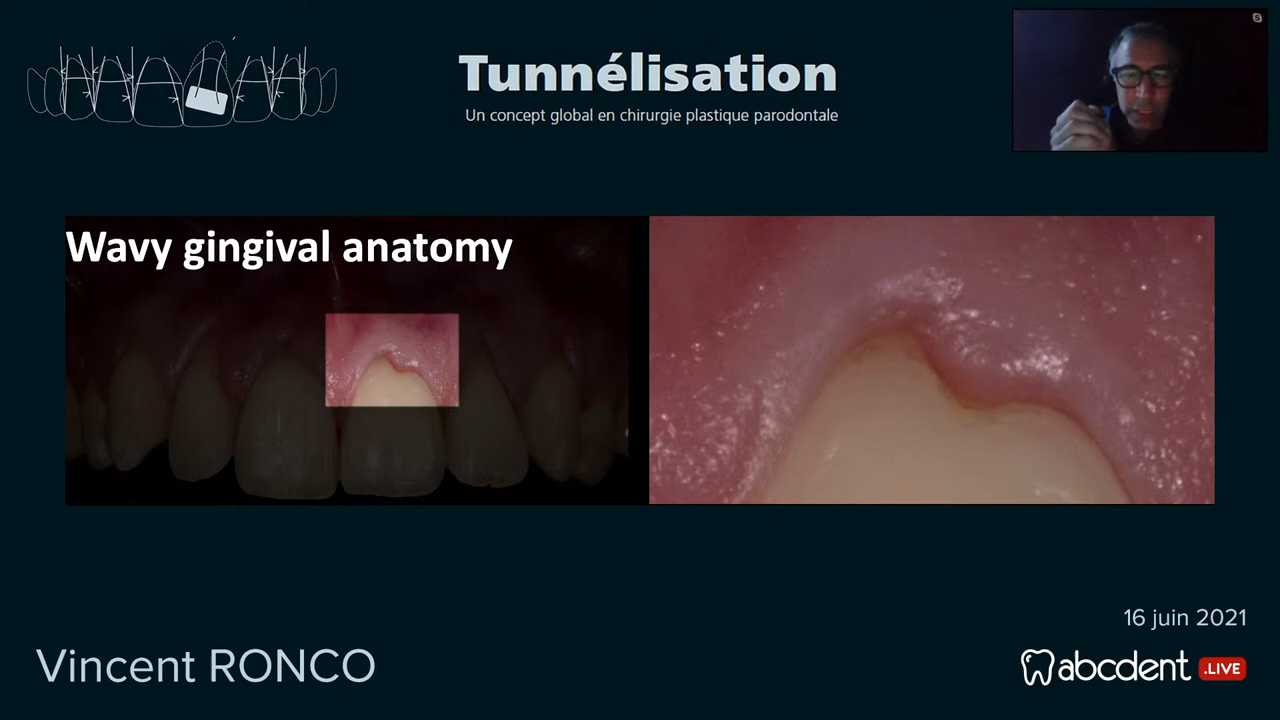 Tunnélisation
Un concept global en chirurgie plastique parodontale
Wavy gingival anatomy
16 juin 2021
Vincent RONCO
abcdent .LIVE